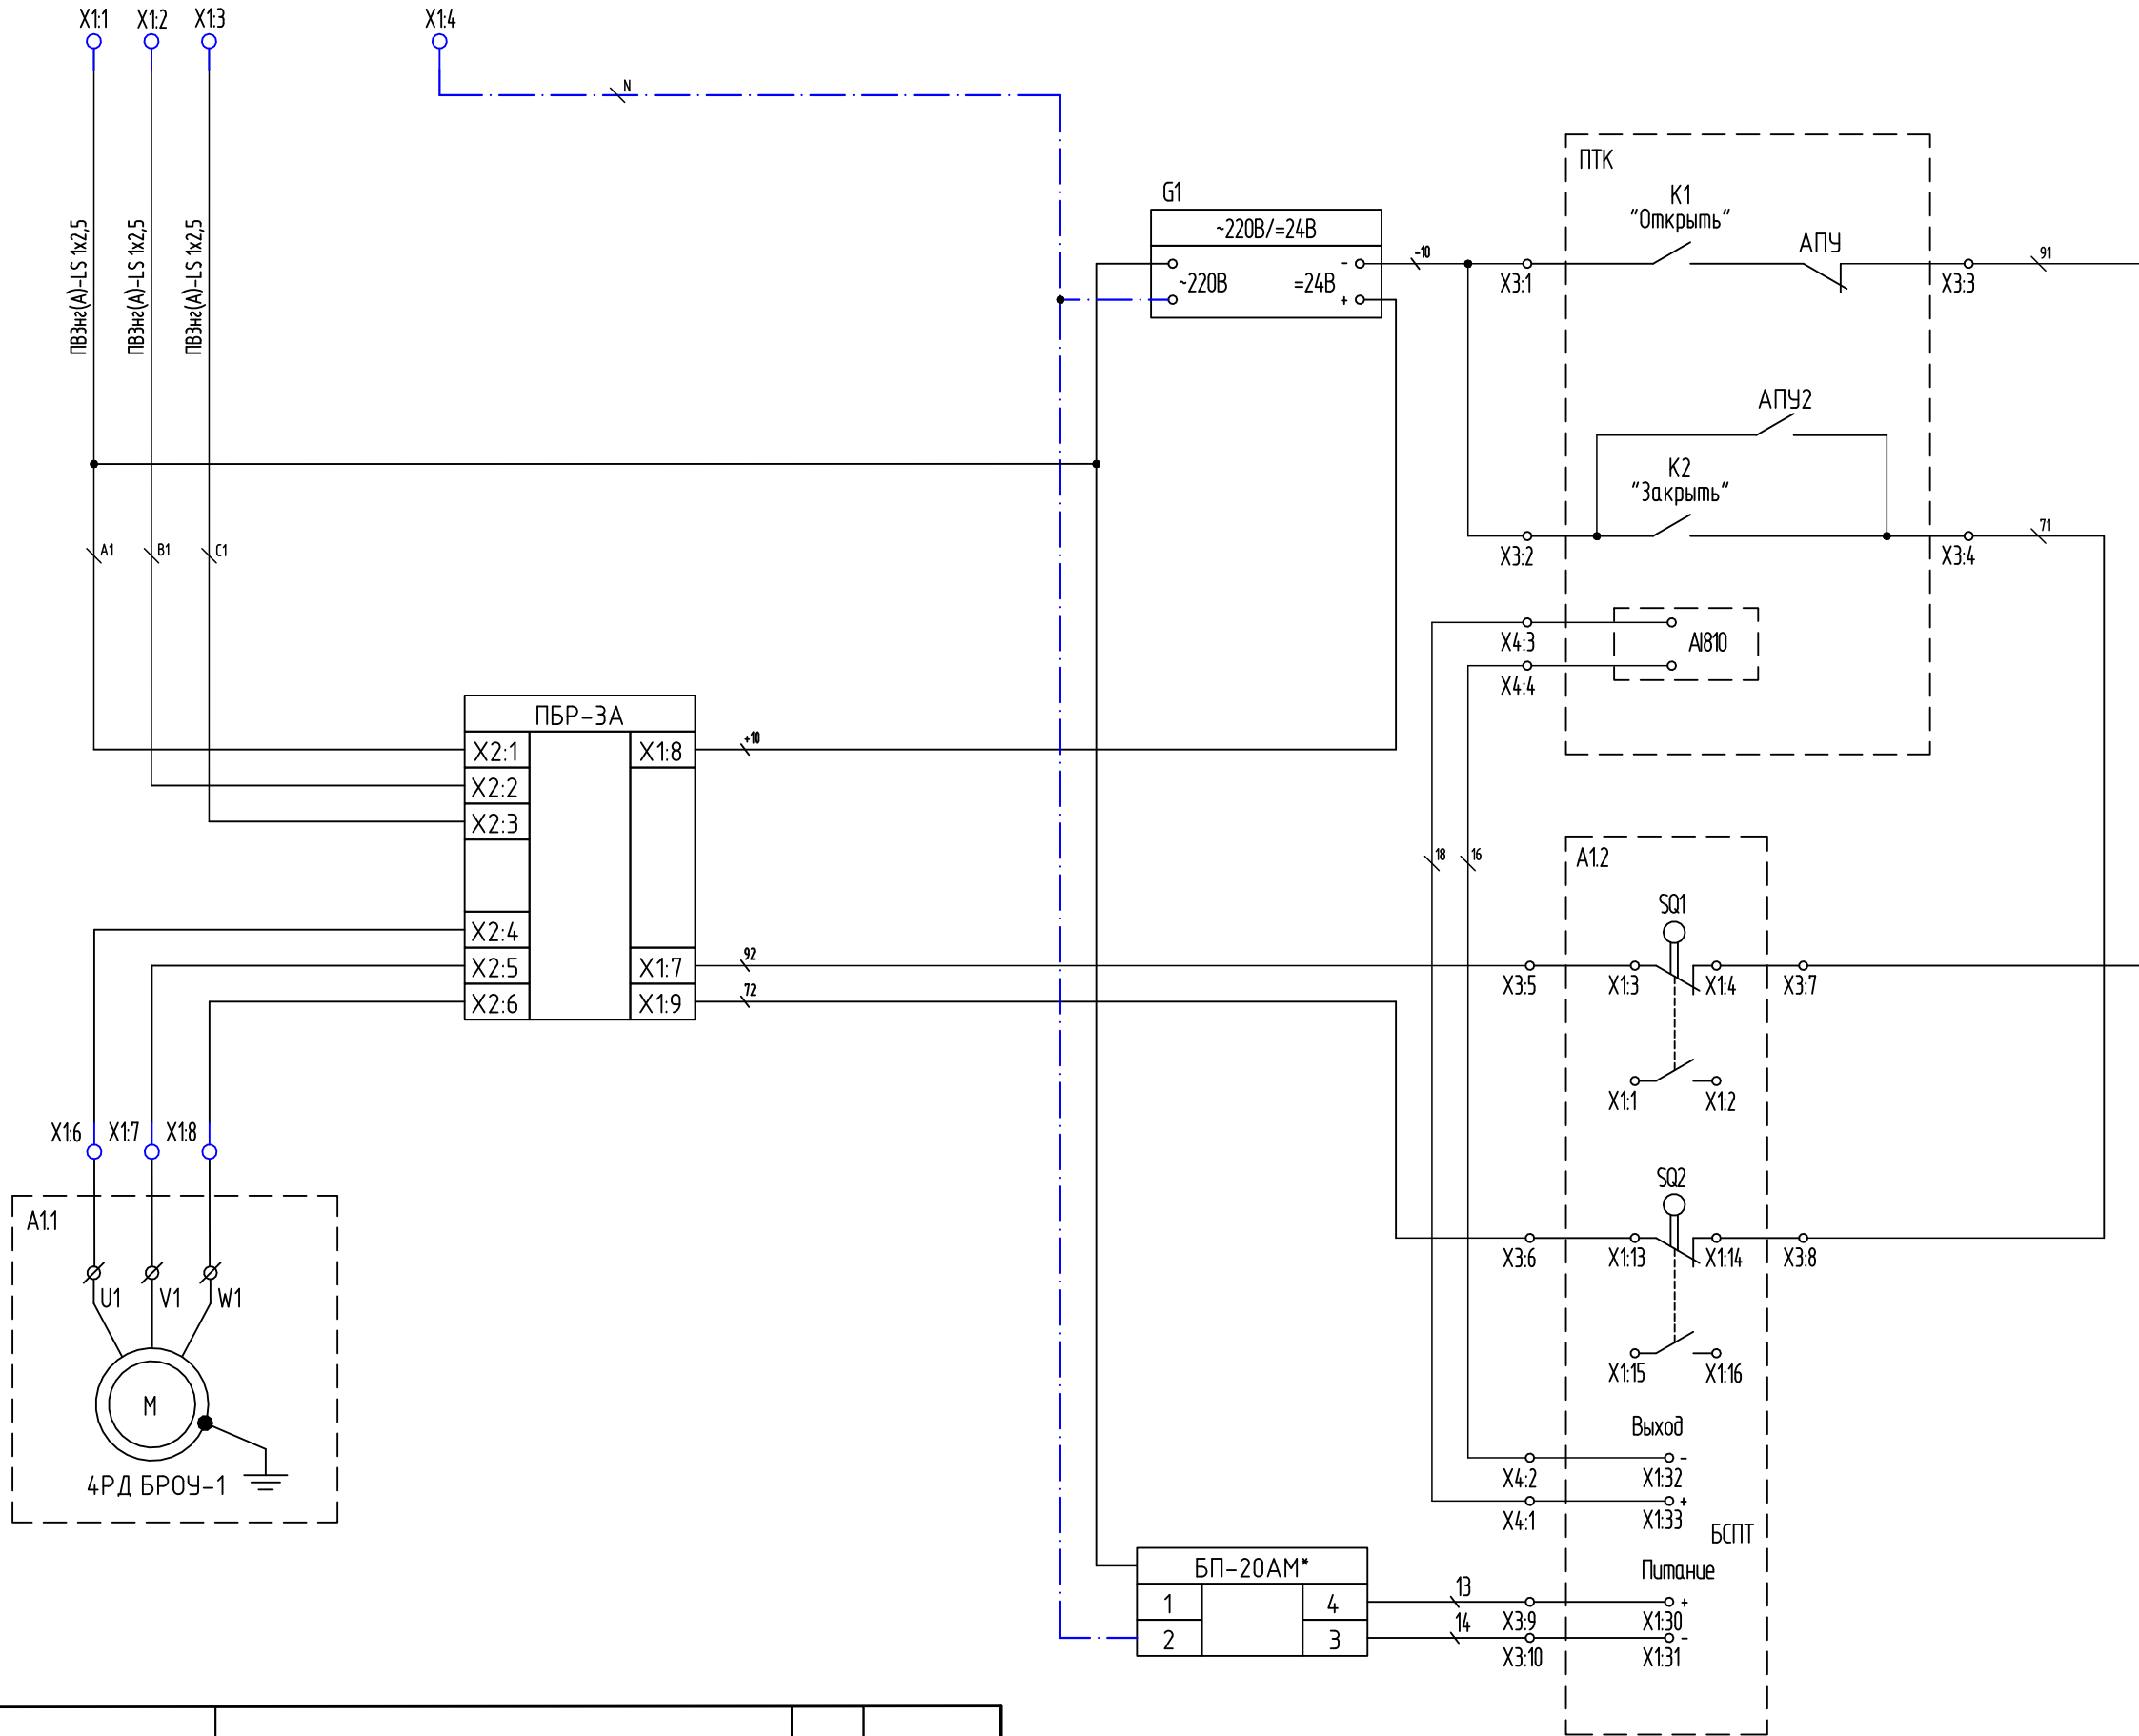 X1:1 X1:2 X1:3 X1:4
N
ПТК
G1
К1
"Открыть"
АПУ
~220В/=24В
~220В =24В
-
+
-10
X3:1
X3:3
91
ПВ3нг(А)-LS 1x2,5
ПВ3нг(А)-LS 1x2,5
ПВ3нг(А)-LS 1x2,5
АПУ2
К2
"Закрыть"
X3:2
X3:4
71
A1 B1 C1
X4:3
AI810
X4:4
ПБР-3А
X2:1 X1:8
+10
X2:2
X2:3
18 16
А1.2
SQ1
X2:4
X2:5 X1:7
92
X3:5 X1:3 X1:4 X3:7
X2:6 X1:9
72
X1:1 X1:2
X1:6 X1:7 X1:8
SQ2
А1.1
X3:6 X1:13 X1:14 X3:8
U1 V1 W1
X1:15 X1:16
М
4РД БРОУ-1
Выход
-
X4:2 X1:32
+
X4:1 X1:33
БСПТ
БП-20АМ*
Питание
1 4
13
+
X3:9 X1:30
2 3
14
-
X3:10 X1:31